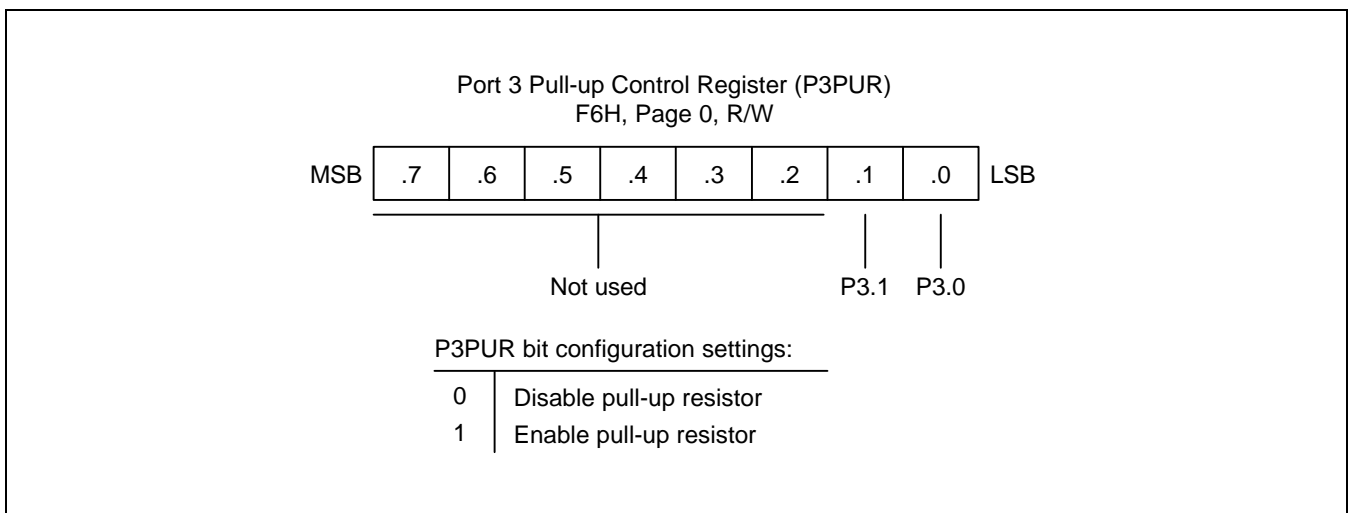 Port 3 Pull-up Control Register (P3PUR)
F6H, Page 0, R/W
MSB .7 .6 .5 .4 .3 .2 .1 .0 LSB
Not used P3.1 P3.0
P3PUR bit configuration settings:
0 Disable pull-up resistor
1 Enable pull-up resistor